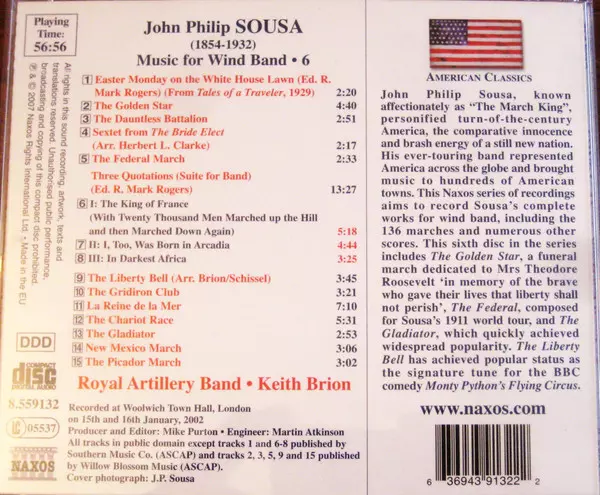 Playing
Time:
56:56
John Philip SOUSA
(1854-1932)
Music for Wind Band • 6
1 Easter Monday on the White House Lawn (Ed. R.
Mark Rogers) (From Tales of a Traveler, 1929) 2:20
2 The Golden Star 4:40
3 The Dauntless Battalion 2:51
4 Sextet from The Bride Elect
(Arr. Herbert L. Clarke) 2:17
5 The Federal March 2:33
Three Quotations (Suite for Band)
(Ed. R. Mark Rogers) 13:27
6 I: The King of France
(With Twenty Thousand Men Marched up the Hill
and then Marched Down Again) 5:18
7 II: I, Too, Was Born in Arcadia 4:44
8 III: In Darkest Africa 3:25
9 The Liberty Bell (Arr. Brion/Schissel) 3:45
10 The Gridiron Club 3:21
11 La Reine de la Mer 7:10
12 The Chariot Race 5:31
13 The Gladiator 2:53
14 New Mexico March 3:06
15 The Picador March 3:02
Royal Artillery Band • Keith Brion
Recorded at Woolwich Town Hall, London
on 15th and 16th January, 2002
Producer and Editor: Mike Purton • Engineer: Martin Atkinson
All tracks in public domain except tracks 1 and 6-8 published by
Southern Music Co. (ASCAP) and tracks 2, 3, 5, 9 and 15 published
by Willow Blossom Music (ASCAP).
Cover photograph: J.P. Sousa
All rights in this sound recording, artwork, texts and
translations reserved. Unauthorised public performance,
broadcasting and copying of this compact disc prohibited.
℗ & © 2007 Naxos Rights International Ltd. • Made in the EU
DDD
COMPACT
disc
DIGITAL AUDIO
8.559132
LC 05537
NAXOS
AMERICAN CLASSICS
John Philip Sousa, known
affectionately as “The March King”,
personified turn-of-the-century
America, the comparative innocence
and brash energy of a still new nation.
His ever-touring band represented
America across the globe and brought
music to hundreds of American
towns. This Naxos series of recordings
aims to record Sousa's complete
works for wind band, including the
136 marches and numerous other
scores. This sixth disc in the series
includes The Golden Star, a funeral
march dedicated to Mrs Theodore
Roosevelt ‘in memory of the brave
who gave their lives that liberty shall
not perish’, The Federal, composed
for Sousa's 1911 world tour, and The
Gladiator, which quickly achieved
widespread popularity. The Liberty
Bell has achieved popular status as
the signature tune for the BBC
comedy Monty Python's Flying Circus.
www.naxos.com
6 36943 91322 2